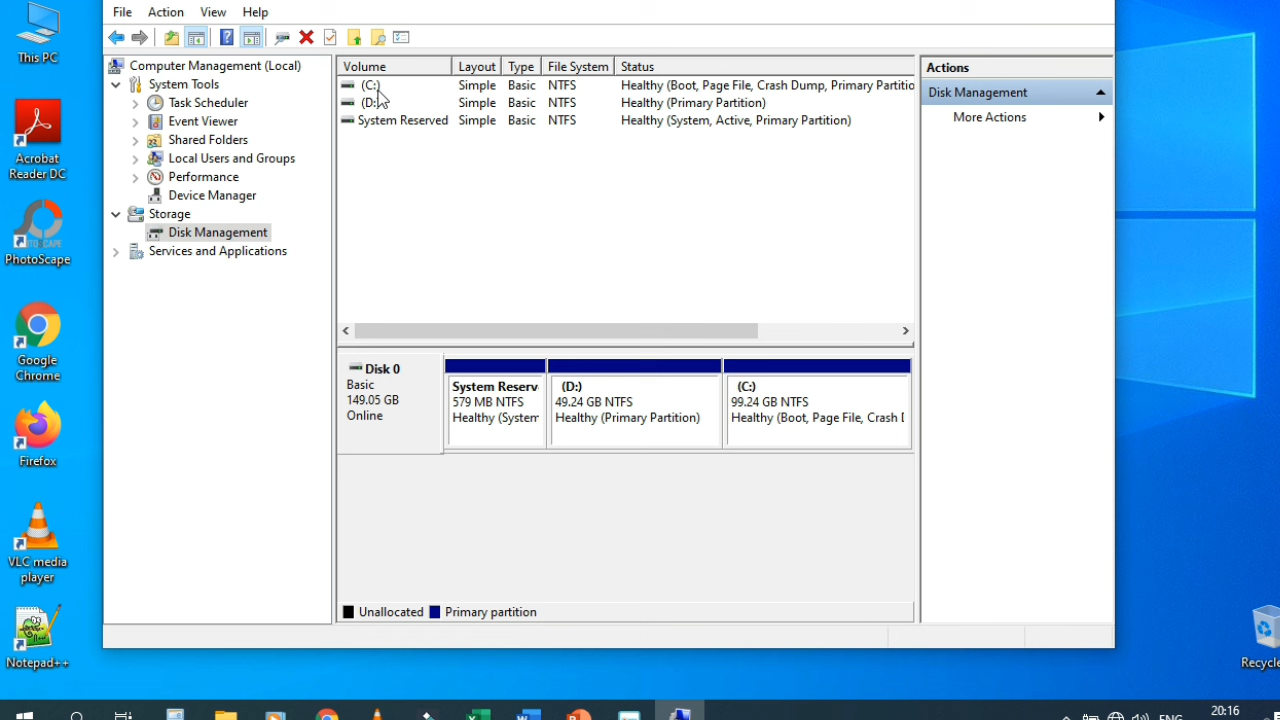 File Action View Help
This PC
Acrobat
Reader DC
PhotoScape
Google
Chrome
Firefox
VLC media
player
Notepad++
Computer Management (Local)
System Tools
Task Scheduler
Event Viewer
Shared Folders
Local Users and Groups
Performance
Device Manager
Storage
Disk Management
Services and Applications
Volume Layout Type File System Status
(C:) Simple Basic NTFS Healthy (Boot, Page File, Crash Dump, Primary Partitio
(D: Simple Basic NTFS Healthy (Primary Partition)
System Reserved Simple Basic NTFS Healthy (System, Active, Primary Partition)
Disk 0
Basic
149.05 GB
Online
System Reserv
579 MB NTFS
Healthy (System
(D:)
49.24 GB NTFS
Healthy (Primary Partition)
(C:)
99.24 GB NTFS
Healthy (Boot, Page File, Crash
Unallocated Primary partition
Actions
Disk Management
More Actions
Recycle
20:16
ENG